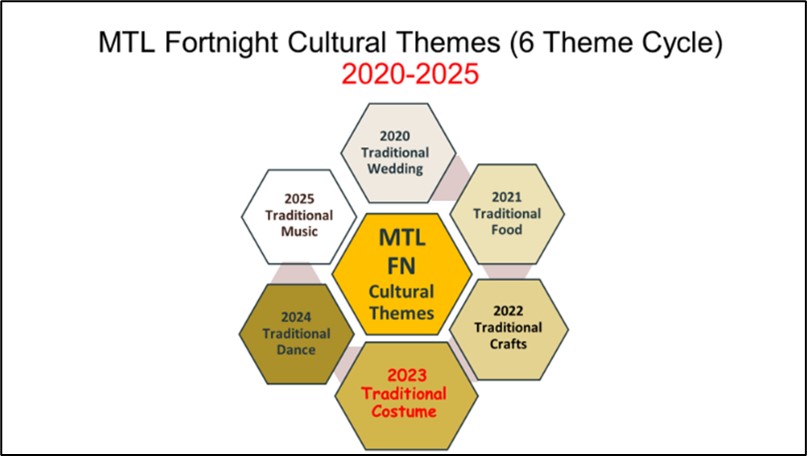 MTL Fortnight Cultural Themes (6 Theme Cycle)
2020-2025
2020
Traditional
Wedding
2021
Traditional
Food
2022
Traditional
Crafts
2023
Traditional
Costume
2024
Traditional
Dance
2025
Traditional
Music
MTL
FN
Cultural
Themes